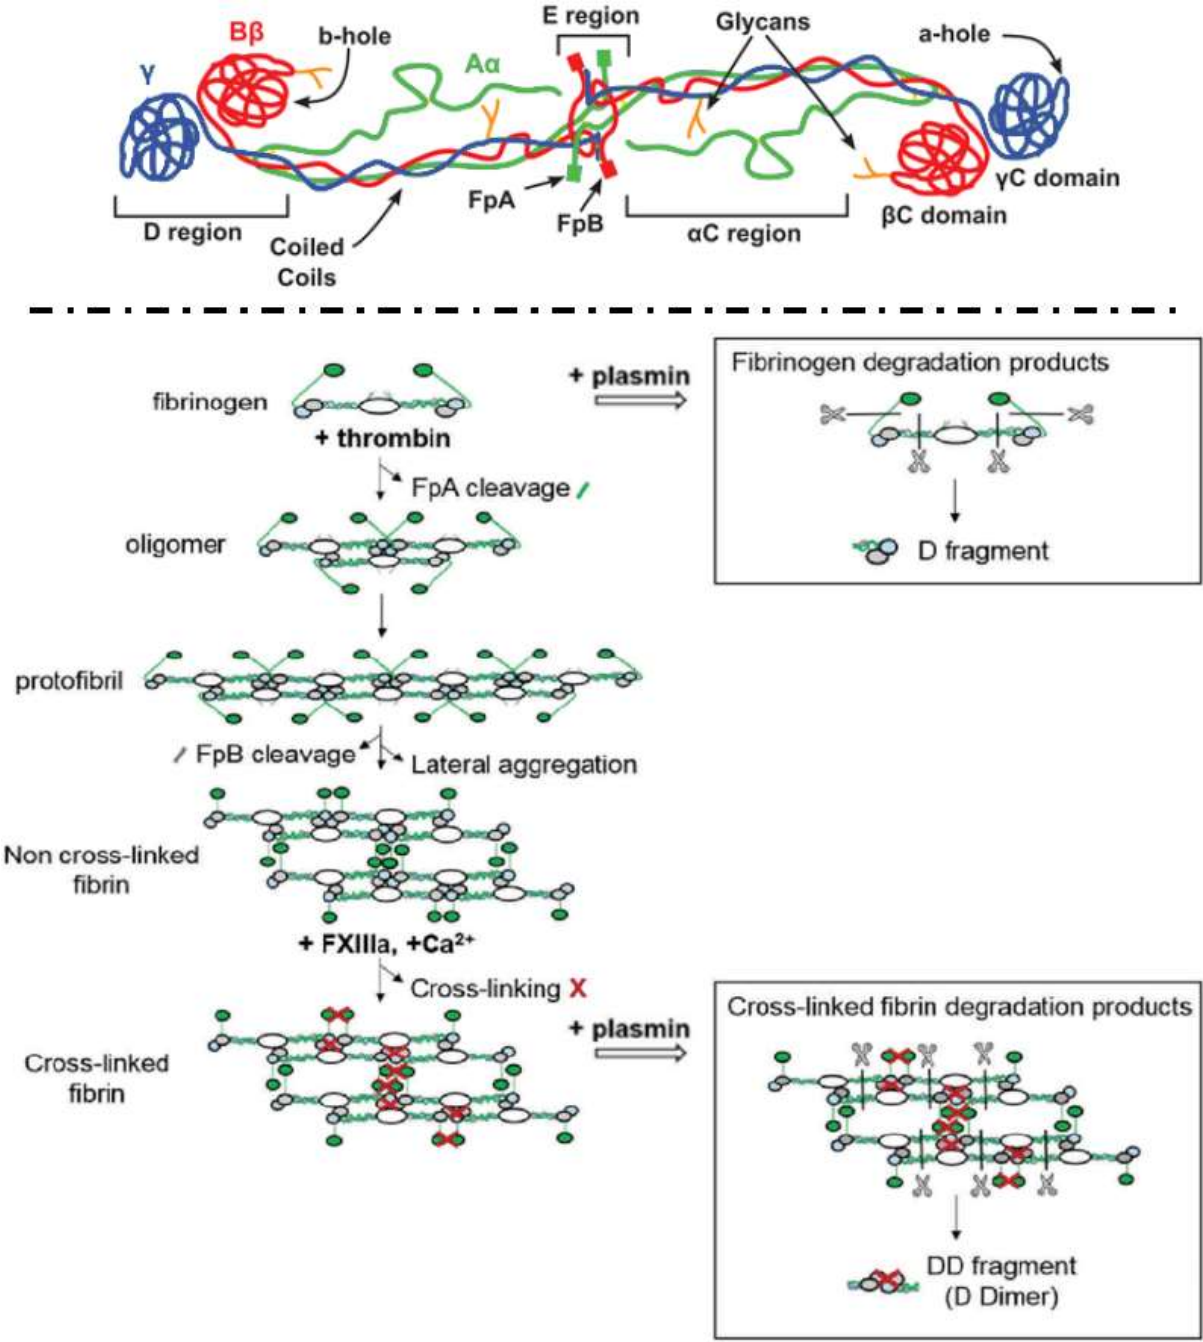 E region
Glycans
Bβ
b-hole
a-hole
γ
Aα
FpA
γC domain
FpB
βC domain
D region
αC region
Coiled
Coils
Fibrinogen degradation products
+ plasmin
fibrinogen
+ thrombin
FpA cleavage
oligomer
D fragment
protofibril
FpB cleavage
Lateral aggregation
Non cross-linked
fibrin
+ FXIIIa, +Ca²⁺
Cross-linking X
Cross-linked fibrin degradation products
+ plasmin
Cross-linked
fibrin
DD fragment
(D Dimer)